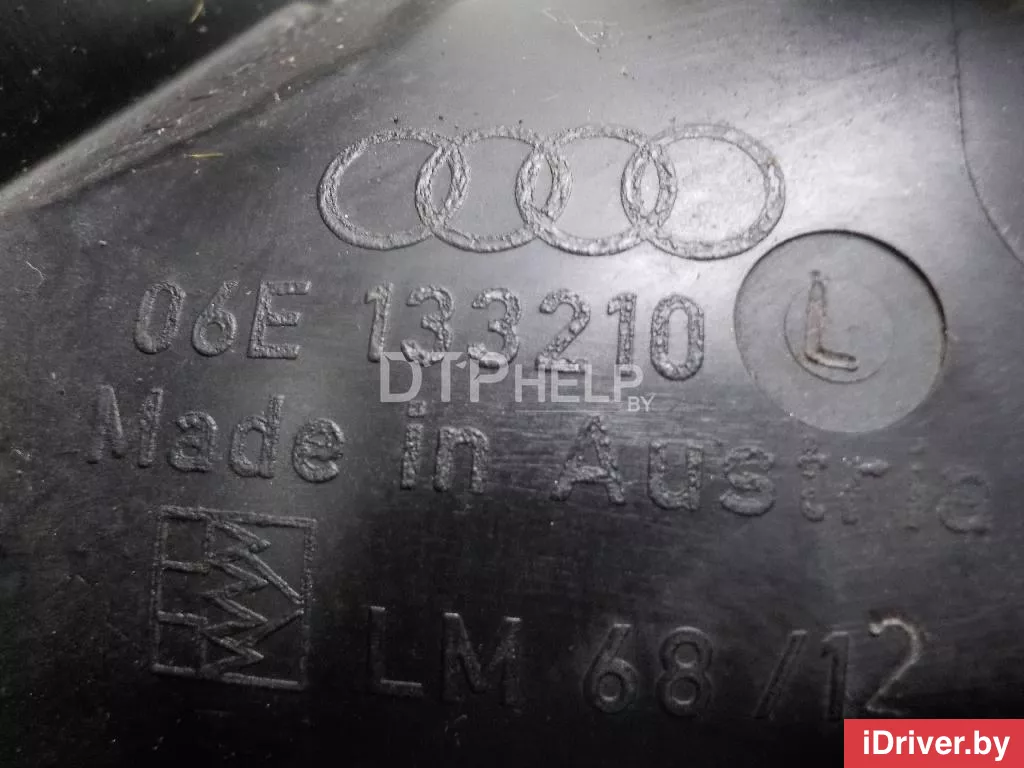 06E 133210
L
DTPHELP.BY
Made in Austria
LM 68/12
iDriver.by